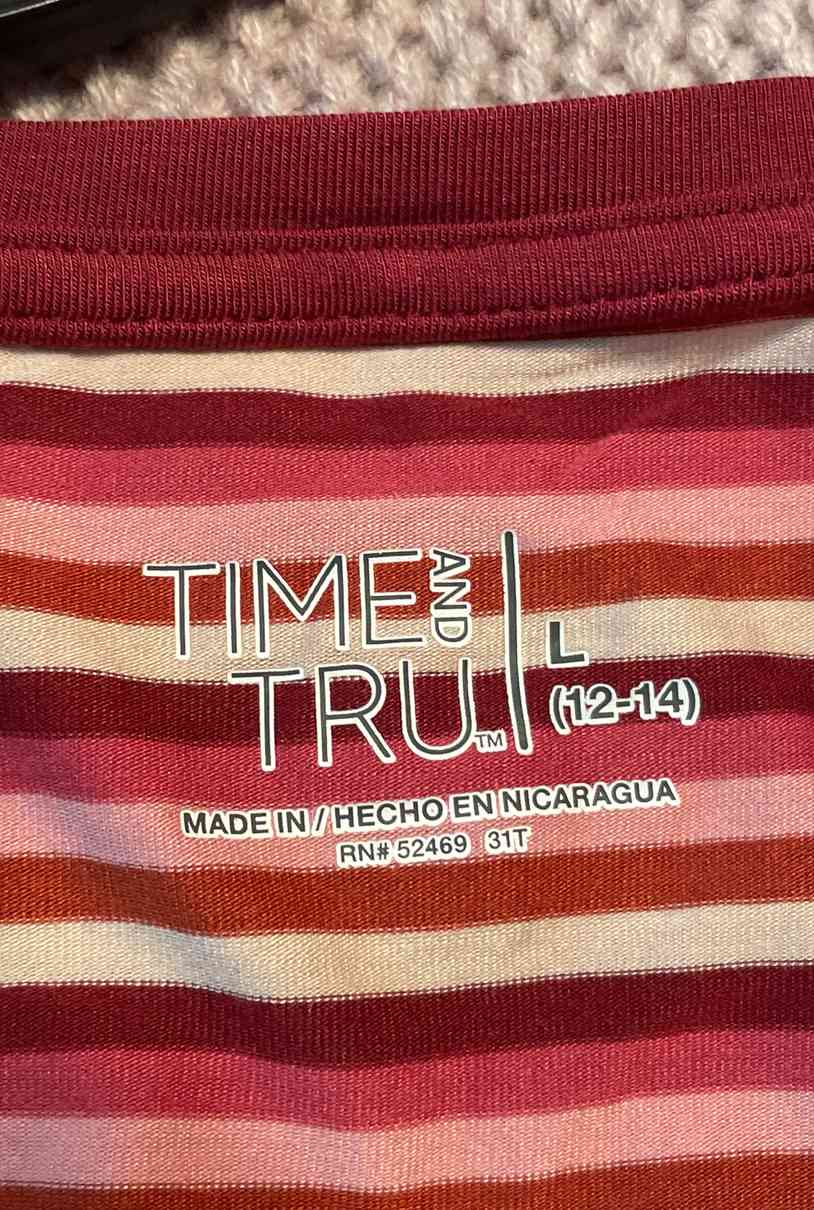 TIME AND
TRU™
L
(12-14)
MADE IN / HECHO EN NICARAGUA
RN# 52469 31T